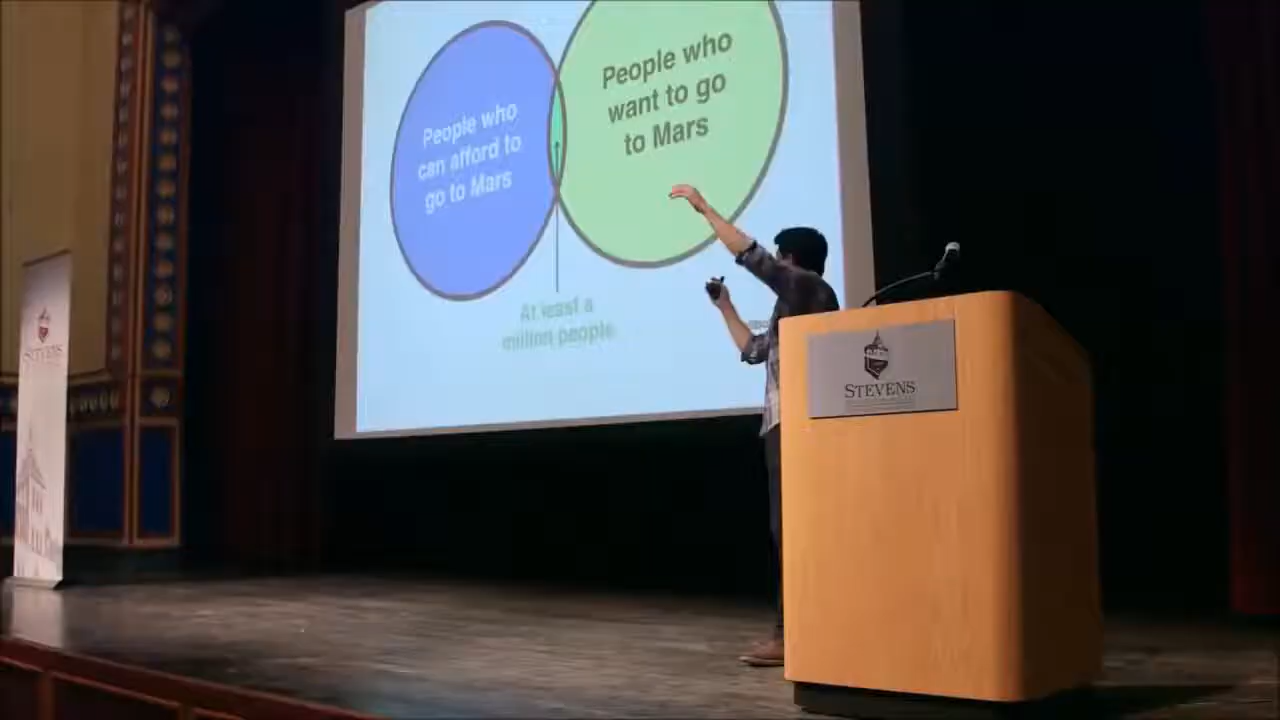 People who
can afford to
go to Mars
People who
want to go
to Mars
At least a
million people
STEVENS
STEVENS